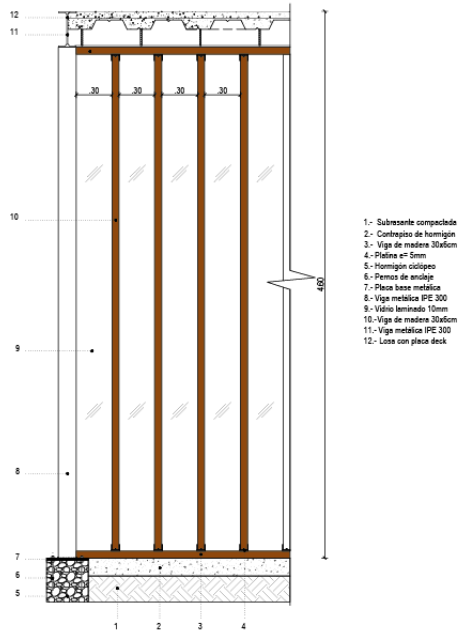 12
11
.30 .30 .30 .30
10
9
8
7
6
5
1 2 3 4
4.60
1.- Subrasante compactada
2.- Contrapiso de hormigón
3.- Viga de madera 30x6cm
4.- Platina e= 5mm
5.- Hormigón ciclópeo
6.- Pernos de anclaje
7.- Placa base metálica
8.- Viga metálica IPE 300
9.- Vidrio laminado 10mm
10.- Viga de madera 30x6cm
11.- Viga metálica IPE 300
12.- Losa con placa deck